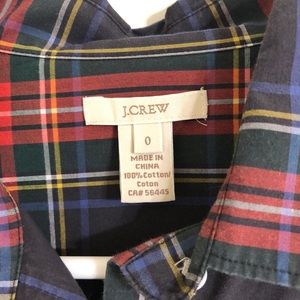 J.CREW
0
MADE IN
CHINA
100% Cotton/
Coton
CA# 56445